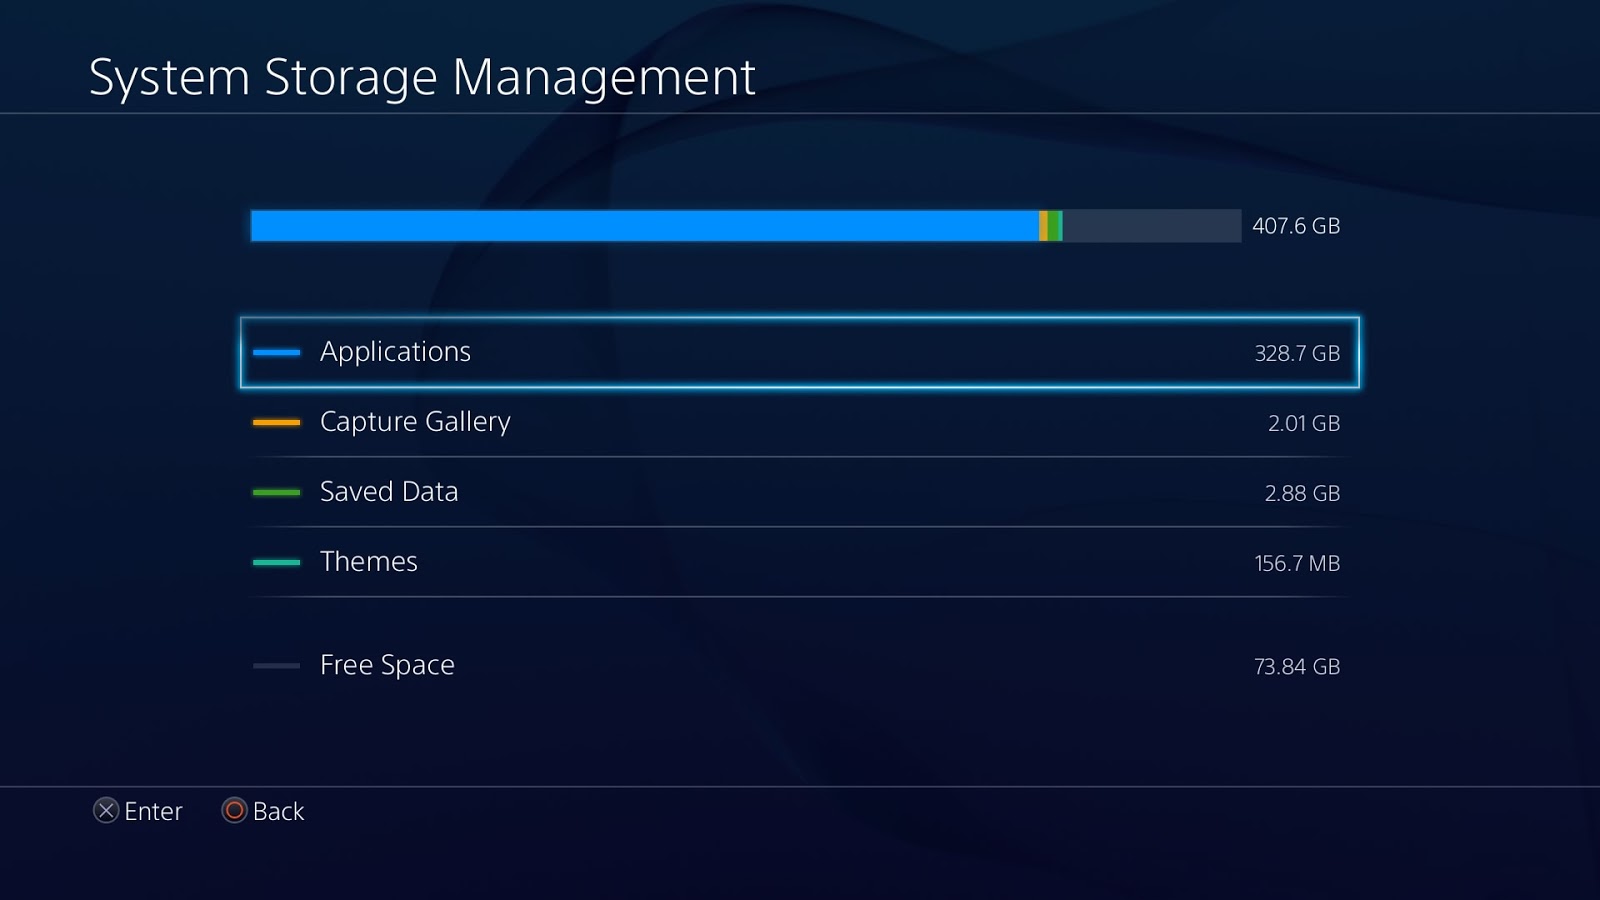 System Storage Management
407.6 GB
Applications 328.7 GB
Capture Gallery 2.01 GB
Saved Data 2.88 GB
Themes 156.7 MB
Free Space 73.84 GB
Enter Back